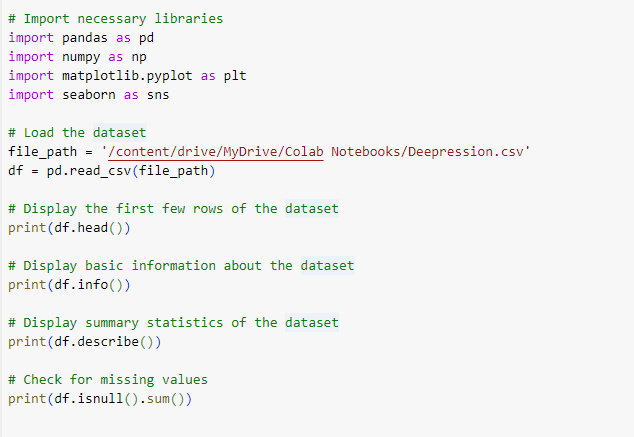 # Import necessary libraries
import pandas as pd
import numpy as np
import matplotlib.pyplot as plt
import seaborn as sns
# Load the dataset
file_path = '/content/drive/MyDrive/Colab Notebooks/Deepression.csv'
df = pd.read_csv(file_path)
# Display the first few rows of the dataset
print(df.head())
# Display basic information about the dataset
print(df.info())
# Display summary statistics of the dataset
print(df.describe())
# Check for missing values
print(df.isnull().sum())